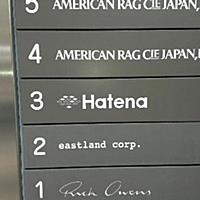 5 AMERICAN RAG CIE JAPAN,
4 AMERICAN RAG CIE JAPAN,
3 Hatena
2 eastland corp.
1 Rick Owens